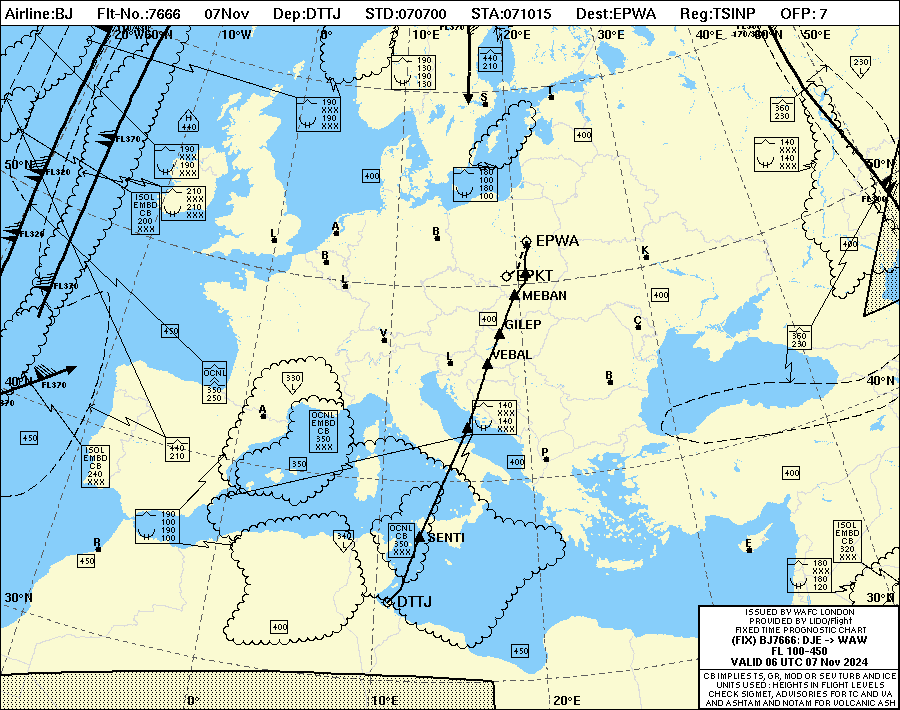 Airline:BJ Flt-No.:7666 07Nov Dep:DTTJ STD:070700 STA:071015 Dest:EPWA Reg:TSINP OFP: 7
20°W 50°N 10°W 0° 10°E 20°E 30°E 40°E 50°E
FL370
440
210
190
130
190
130
230
L
S
T
360
230
190
XXX
190
XXX
H
440
FL370
400
140
XXX
140
XXX
50°N
50°N
190
XXX
190
XXX
FL320
400
180
100
180
100
210
XXX
210
XXX
ISOL
EMBD
CB
200
XXX
FL300
FL320
L
A
B
EPWA
400
B
K
L
EPKT
FL370
MEBAN
400
400
GILEP
C
450
V
360
230
L
VEBAL
OCNL
350
250
330
L
B
40°N
40°N
FL370
A
OCNL
EMBD
CB
350
XXX
140
XXX
140
XXX
450
440
210
ISOL
EMBD
CB
240
XXX
350
400
P
400
190
100
190
100
340
L
OCNL
CB
350
XXX
SENTI
ISOL
EMBD
CB
320
XXX
R
450
E
180
XXX
180
120
30°N
DTTJ
30°N
400
450
ISSUED BY WAFC LONDON
PROVIDED BY LIDO/Flight
FIXED TIME PROGNOSTIC CHART
(FIX) BJ7666: DJE -> WAW
FL 100-450
VALID 06 UTC 07 Nov 2024
CB IMPLIES TS, GR, MOD OR SEV TURB AND ICE
UNITS USED : HEIGHTS IN FLIGHT LEVELS
CHECK SIGMET, ADVISORIES FOR TC AND VA
AND ASHTAM AND NOTAM FOR VOLCANIC ASH
0° 10°E 20°E